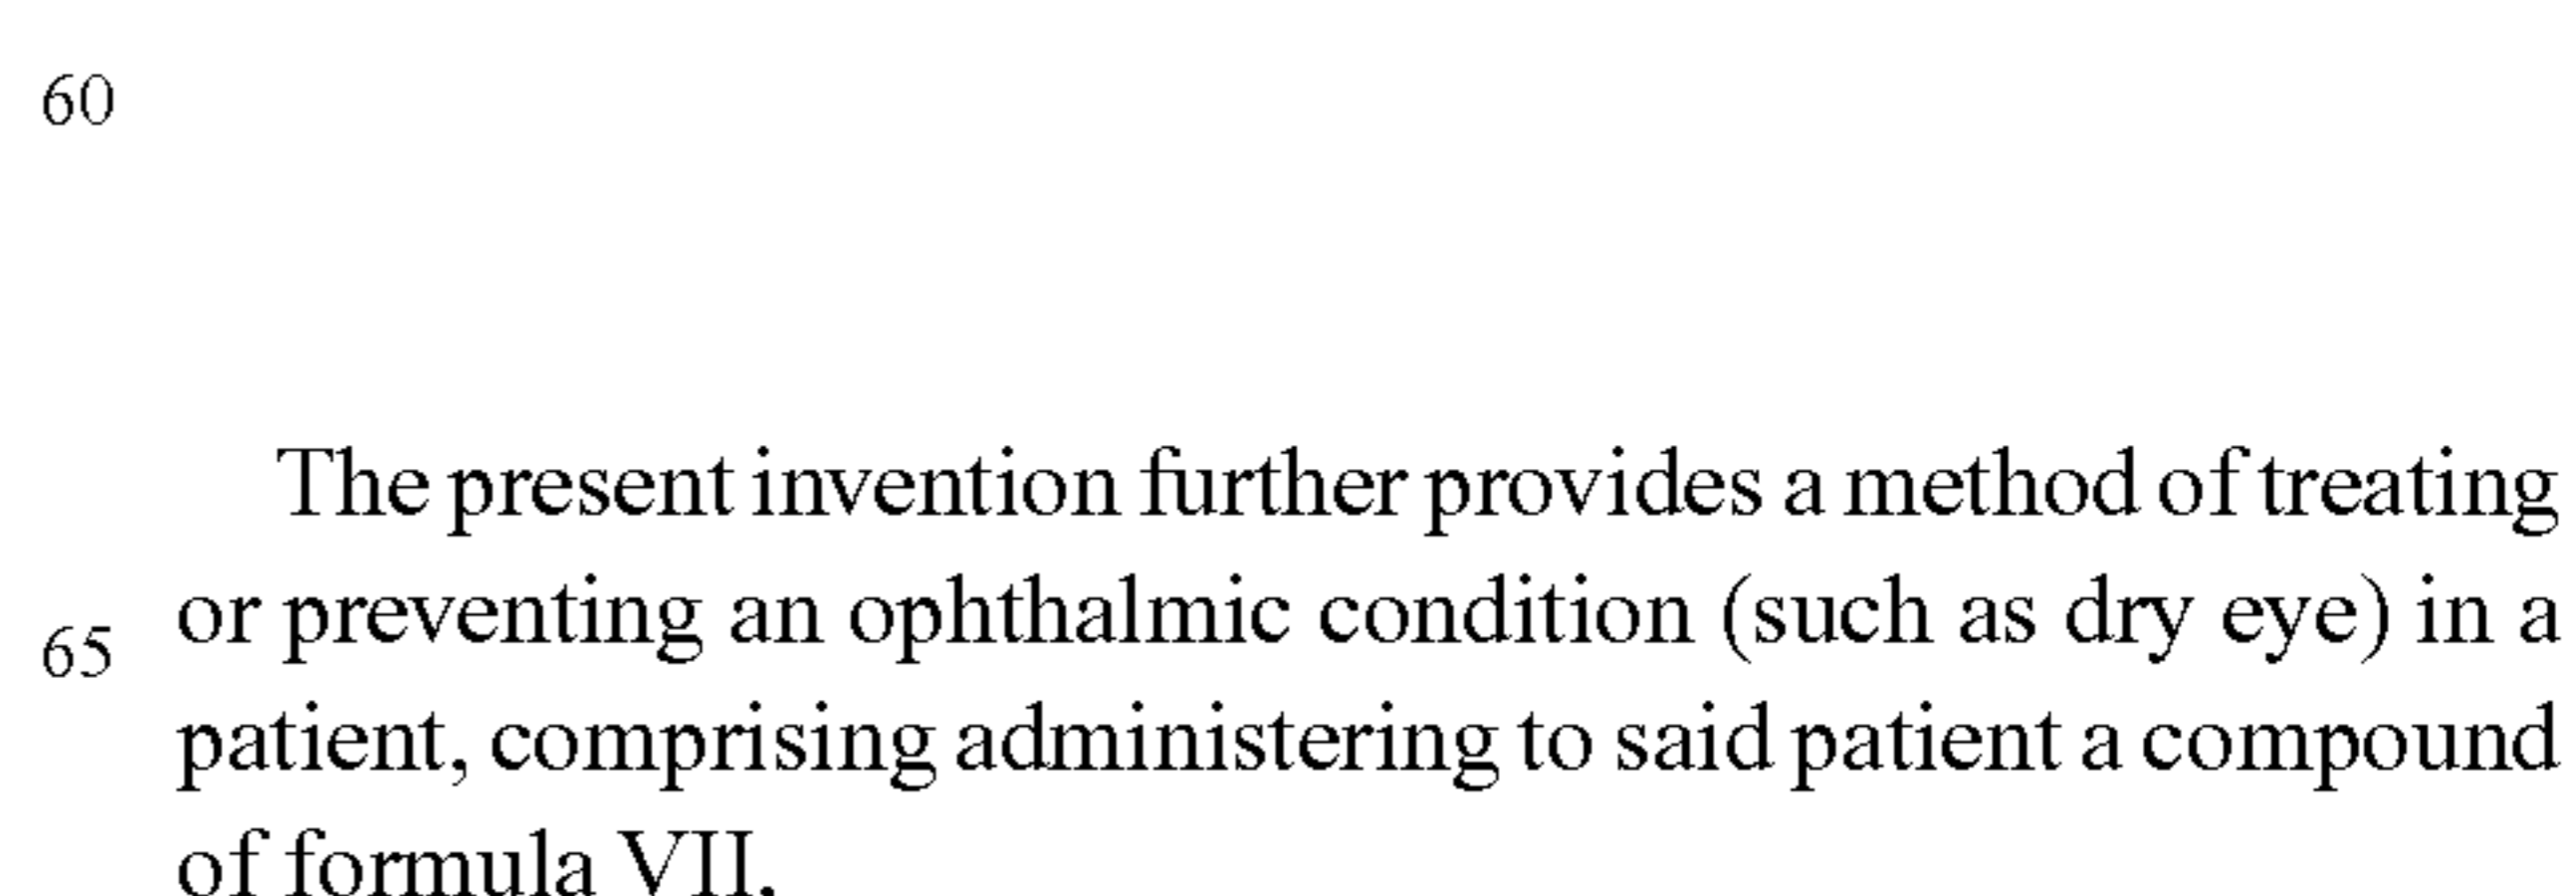 60
The present invention further provides a method of treating
65 or preventing an ophthalmic condition (such as dry eye) in a
patient, comprising administering to said patient a compound
of formula VII.